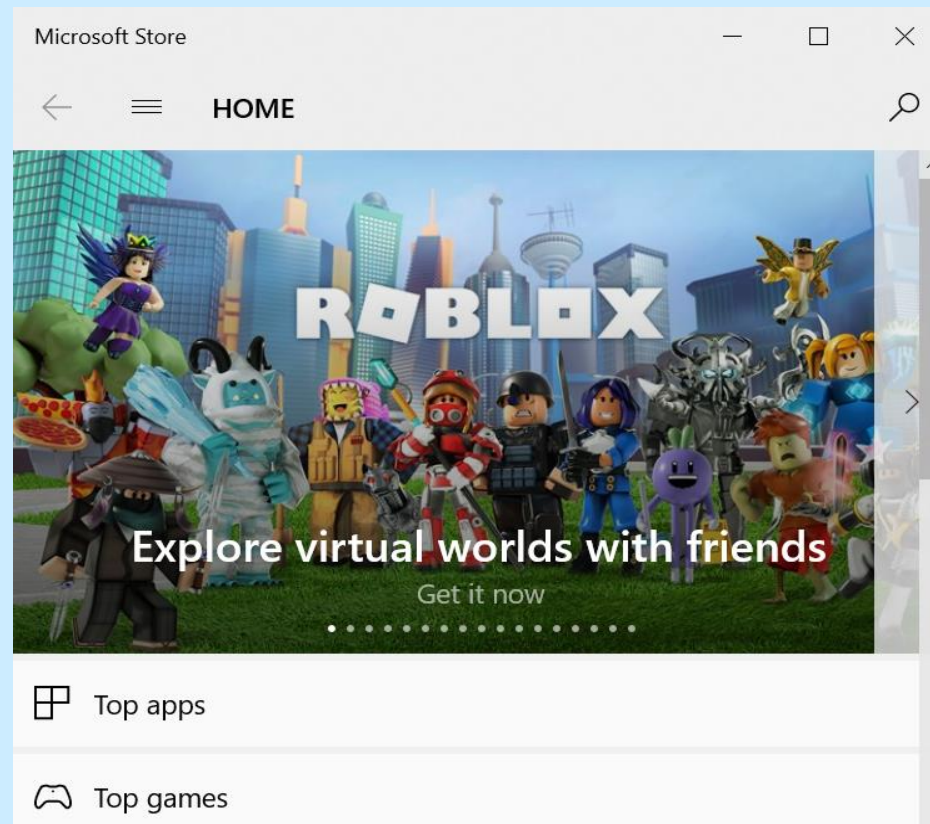 Microsoft Store
HOME
ROBLOX
Explore virtual worlds with friends
Get it now
Top apps
Top games